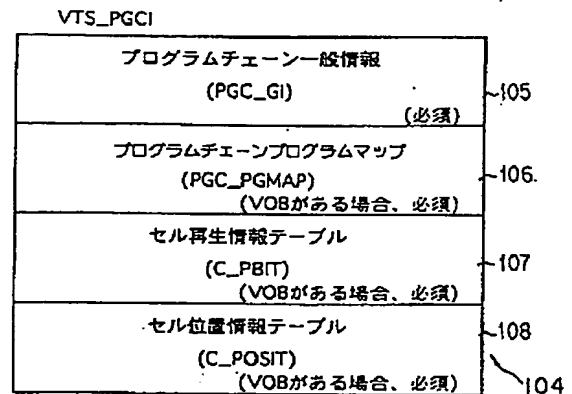 VTS_PGCI
プログラムチェーン一般情報
(PGC_GI)
(必須)
105
プログラムチェーンプログラムマップ
(PGC_PGMAP)
(VOBがある場合、必須)
106
セル再生情報テーブル
(C_PBIT)
(VOBがある場合、必須)
107
セル位置情報テーブル
(C_POSIT)
(VOBがある場合、必須)
108
104